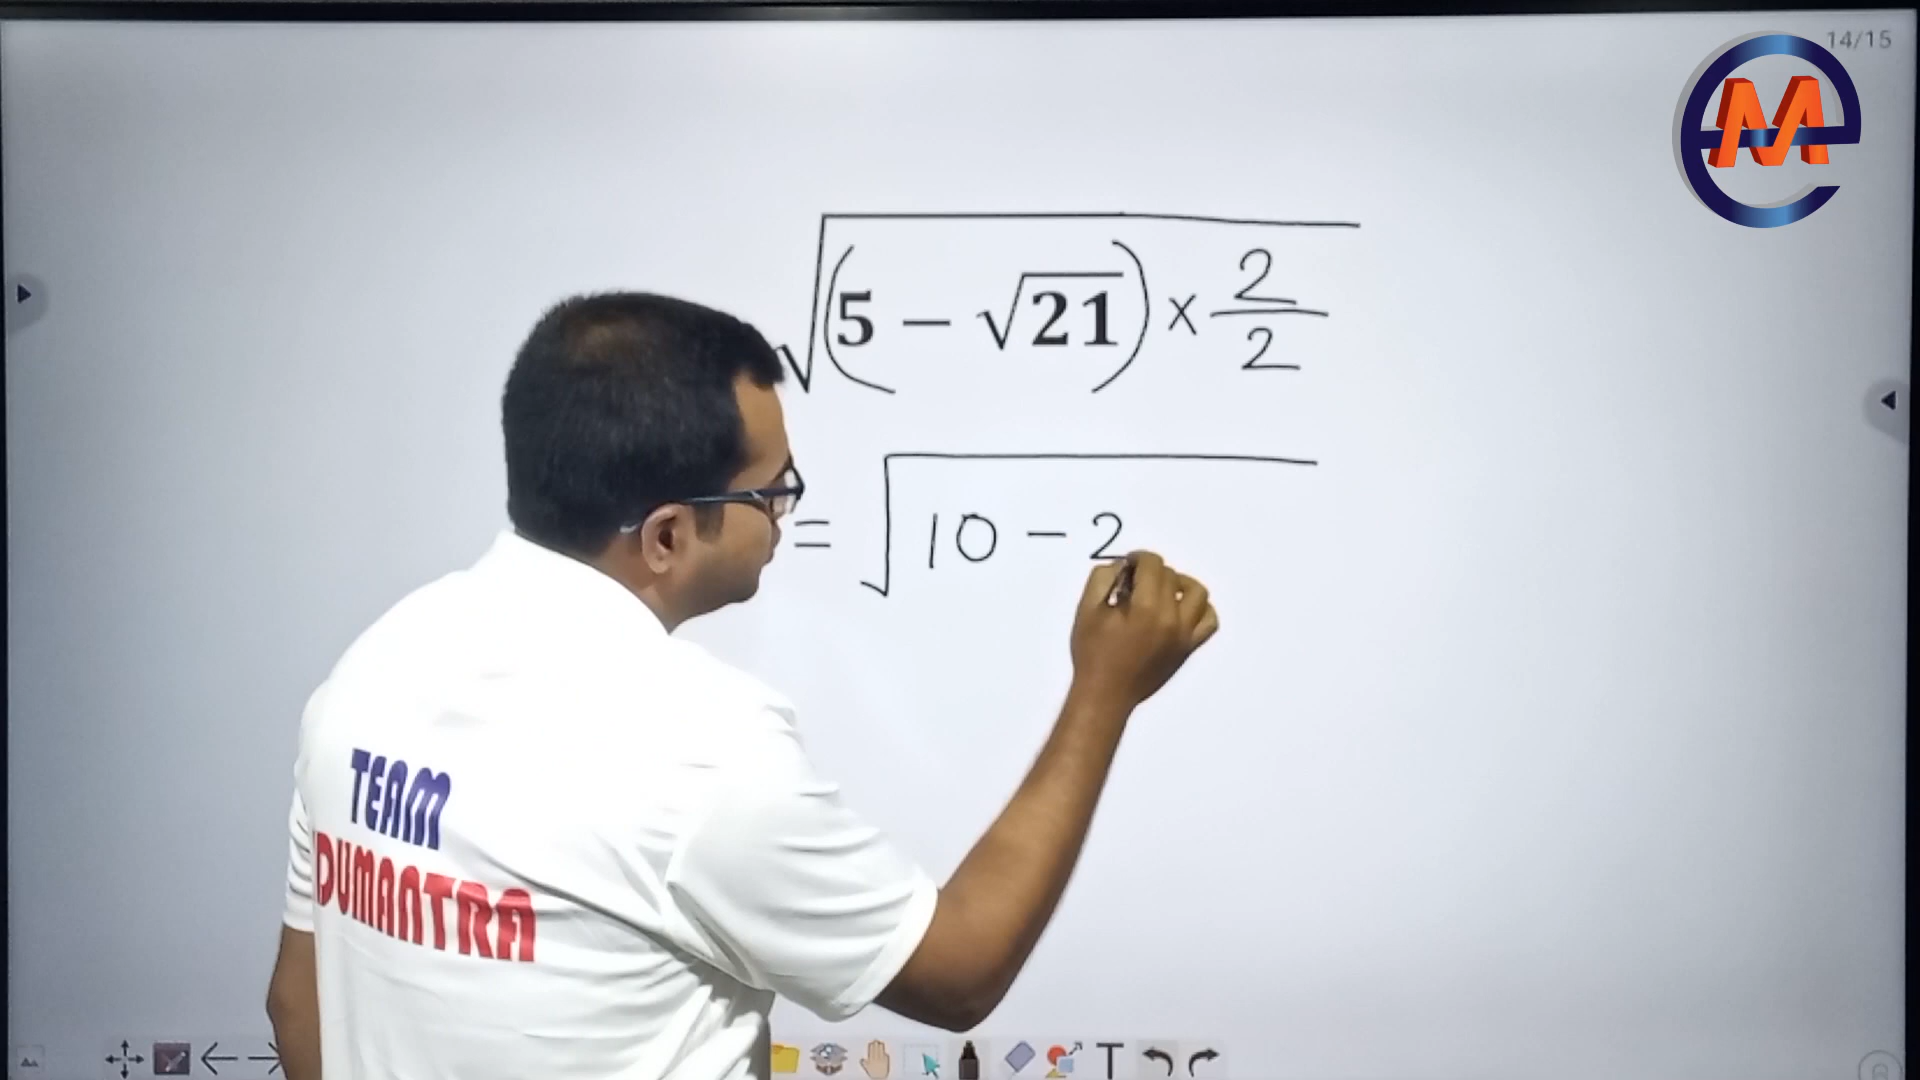 14/15
M
√(5 − √21) × 2/2
= √10 − 2
TEAM
DUMANTRA
T